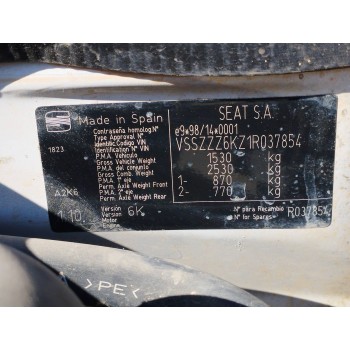 Made in Spain SEAT S.A.
Contraseña homolog.Nº e9*98/14*0001
Type Approval Nº
Identific.Codigo VIN VSSZZZ6KZ1R037854
Identification Nº VIN
1823 P.M.A. Vehículo 1530 kg
Gross Vehicle Weight
P.M.A. del conjunto 2530 kg
Gross Comb. Weight
P.M.A. 1º eje 1- 870 kg
Perm. Axle Weight Front
A2K6 P.M.A. 2º eje 2- 770 kg
Perm. Axle Weight Rear
Versión 6K Nº para Recambio R037854
Version Nº for Spares
1.10 Motor
Engine
>PE<